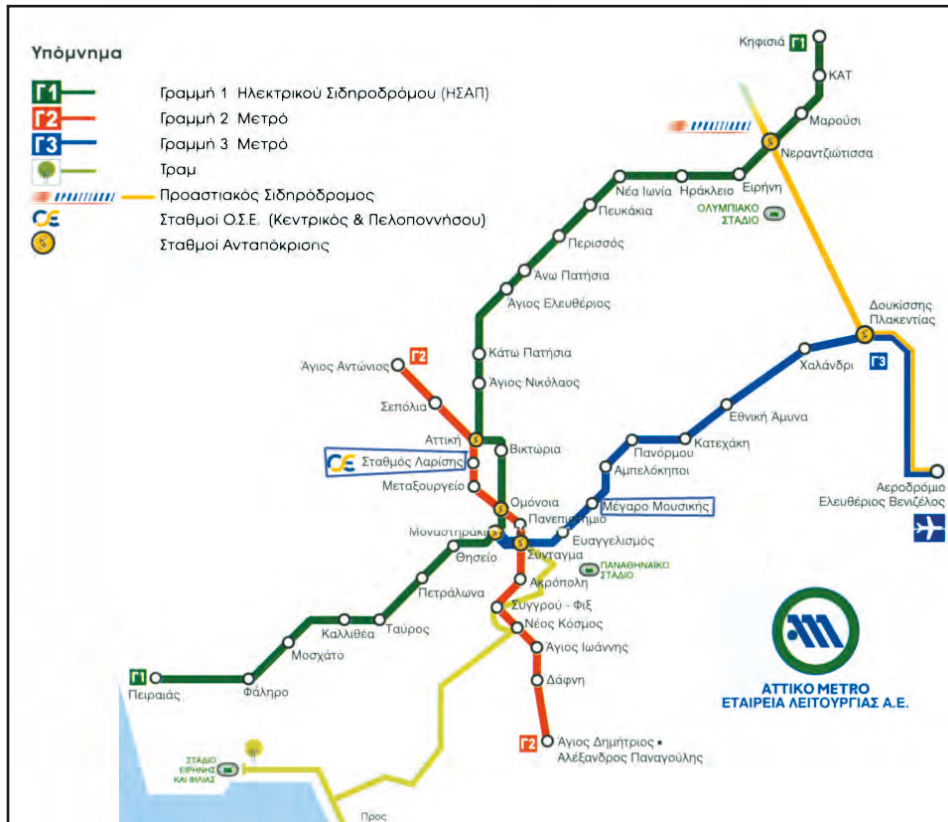 Υπόμνημα
Γ1 Γραμμή 1 Ηλεκτρικού Σιδηροδρόμου (ΗΣΑΠ)
Γ2 Γραμμή 2 Μετρό
Γ3 Γραμμή 3 Μετρό
Τραμ
ΠΡΟΑΣΤΙΑΚΟΣ Προαστιακός Σιδηρόδρομος
Σταθμοί Ο.Σ.Ε. (Κεντρικός & Πελοποννήσου)
Σταθμοί Ανταπόκρισης
Κηφισιά Γ1
ΚΑΤ
Μαρούσι
ΠΡΟΑΣΤΙΑΚΟΣ
Νεραντζιώτισσα
Ειρήνη
Ηράκλειο
Νέα Ιωνία
ΟΛΥΜΠΙΑΚΟ
ΣΤΑΔΙΟ
Πευκάκια
Περισσός
Άνω Πατήσια
Άγιος Ελευθέριος
Κάτω Πατήσια
Άγιος Νικόλαος
Δουκίσσης
Πλακεντίας
Γ3
Χαλάνδρι
Εθνική Άμυνα
Κατεχάκη
Πανόρμου
Αμπελόκηποι
Μέγαρο Μουσικής
Ευαγγελισμός
Αεροδρόμιο
Ελευθέριος Βενιζέλος
Γ2
Άγιος Αντώνιος
Σεπόλια
Αττική
Βικτώρια
Σταθμός Λαρίσης
Μεταξουργείο
Ομόνοια
Πανεπιστήμιο
Μοναστηράκι
Σύνταγμα
Θησείο
ΠΑΝΑΘΗΝΑΪΚΟ
ΣΤΑΔΙΟ
Ακρόπολη
Πετράλωνα
Συγγρού - Φιξ
Νέος Κόσμος
Ταύρος
Καλλιθέα
Μοσχάτο
Άγιος Ιωάννης
Δάφνη
Γ1
Πειραιάς
Φάληρο
Γ2
Άγιος Δημήτριος •
Αλέξανδρος Παναγούλης
ΑΤΤΙΚΟ METRO
ΕΤΑΙΡΕΙΑ ΛΕΙΤΟΥΡΓΙΑΣ Α.Ε.
ΣΤΑΔΙΟ
ΕΙΡΗΝΗΣ
ΚΑΙ ΦΙΛΙΑΣ
Προς